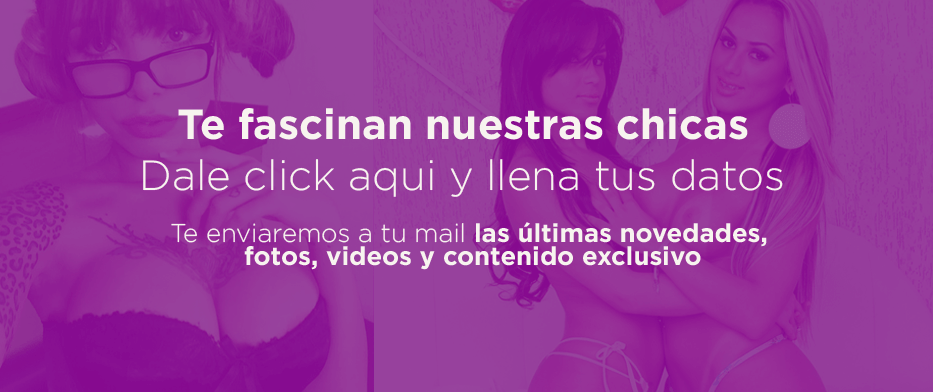 Te fascinan nuestras chicas
Dale click aqui y llena tus datos
Te enviaremos a tu mail las últimas novedades,
fotos, videos y contenido exclusivo